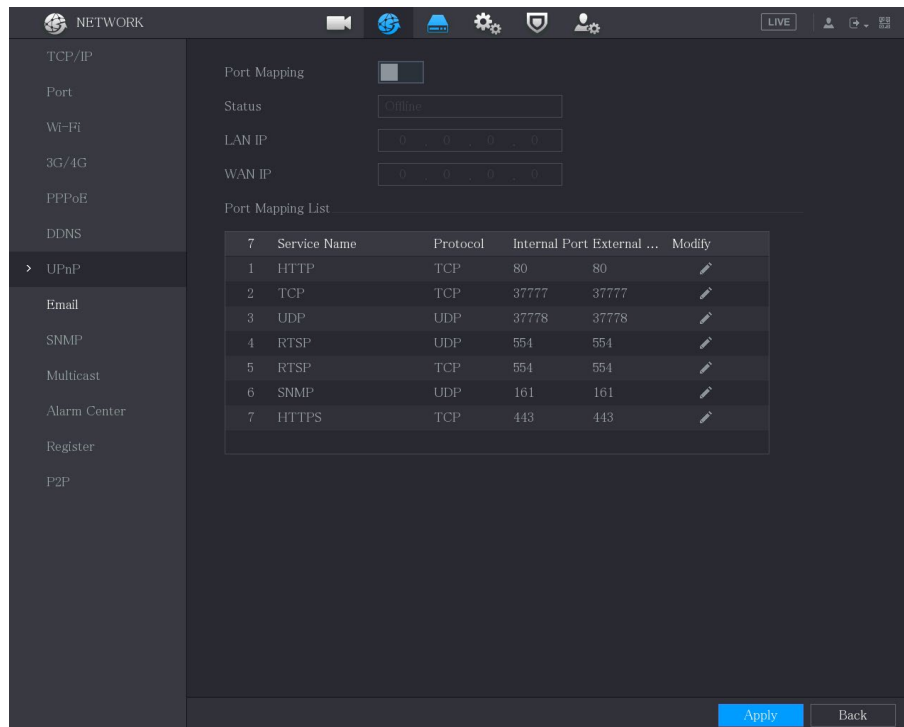 NETWORK
LIVE
TCP/IP
Port
Wi-Fi
3G/4G
PPPoE
DDNS
UPnP
Email
SNMP
Multicast
Alarm Center
Register
P2P
Port Mapping
Status Offline
LAN IP 0 . 0 . 0 . 0
WAN IP 0 . 0 . 0 . 0
Port Mapping List
7 Service Name Protocol Internal Port External ... Modify
1 HTTP TCP 80 80
2 TCP TCP 37777 37777
3 UDP UDP 37778 37778
4 RTSP UDP 554 554
5 RTSP TCP 554 554
6 SNMP UDP 161 161
7 HTTPS TCP 443 443
Apply Back